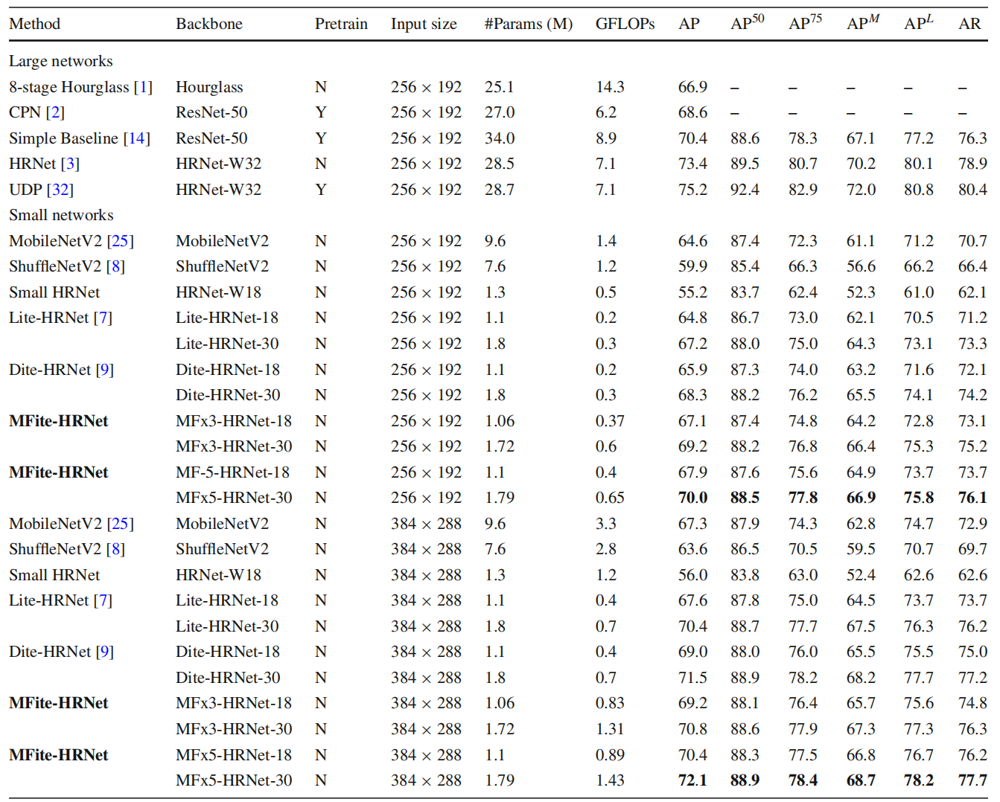 Method Backbone Pretrain Input size #Params (M) GFLOPs AP AP50 AP75 APM APL AR
Large networks
8-stage Hourglass [1] Hourglass N 256 × 192 25.1 14.3 66.9 – – – – –
CPN [2] ResNet-50 Y 256 × 192 27.0 6.2 68.6 – – – – –
Simple Baseline [14] ResNet-50 Y 256 × 192 34.0 8.9 70.4 88.6 78.3 67.1 77.2 76.3
HRNet [3] HRNet-W32 N 256 × 192 28.5 7.1 73.4 89.5 80.7 70.2 80.1 78.9
UDP [32] HRNet-W32 Y 256 × 192 28.7 7.1 75.2 92.4 82.9 72.0 80.8 80.4
Small networks
MobileNetV2 [25] MobileNetV2 N 256 × 192 9.6 1.4 64.6 87.4 72.3 61.1 71.2 70.7
ShuffleNetV2 [8] ShuffleNetV2 N 256 × 192 7.6 1.2 59.9 85.4 66.3 56.6 66.2 66.4
Small HRNet HRNet-W18 N 256 × 192 1.3 0.5 55.2 83.7 62.4 52.3 61.0 62.1
Lite-HRNet [7] Lite-HRNet-18 N 256 × 192 1.1 0.2 64.8 86.7 73.0 62.1 70.5 71.2
Lite-HRNet-30 N 256 × 192 1.8 0.3 67.2 88.0 75.0 64.3 73.1 73.3
Dite-HRNet [9] Dite-HRNet-18 N 256 × 192 1.1 0.2 65.9 87.3 74.0 63.2 71.6 72.1
Dite-HRNet-30 N 256 × 192 1.8 0.3 68.3 88.2 76.2 65.5 74.1 74.2
MFite-HRNet MFx3-HRNet-18 N 256 × 192 1.06 0.37 67.1 87.4 74.8 64.2 72.8 73.1
MFx3-HRNet-30 N 256 × 192 1.72 0.6 69.2 88.2 76.8 66.4 75.3 75.2
MFite-HRNet MF-5-HRNet-18 N 256 × 192 1.1 0.4 67.9 87.6 75.6 64.9 73.7 73.7
MFx5-HRNet-30 N 256 × 192 1.79 0.65 70.0 88.5 77.8 66.9 75.8 76.1
MobileNetV2 [25] MobileNetV2 N 384 × 288 9.6 3.3 67.3 87.9 74.3 62.8 74.7 72.9
ShuffleNetV2 [8] ShuffleNetV2 N 384 × 288 7.6 2.8 63.6 86.5 70.5 59.5 70.7 69.7
Small HRNet HRNet-W18 N 384 × 288 1.3 1.2 56.0 83.8 63.0 52.4 62.6 62.6
Lite-HRNet [7] Lite-HRNet-18 N 384 × 288 1.1 0.4 67.6 87.8 75.0 64.5 73.7 73.7
Lite-HRNet-30 N 384 × 288 1.8 0.7 70.4 88.7 77.7 67.5 76.3 76.2
Dite-HRNet [9] Dite-HRNet-18 N 384 × 288 1.1 0.4 69.0 88.0 76.0 65.5 75.5 75.0
Dite-HRNet-30 N 384 × 288 1.8 0.7 71.5 88.9 78.2 68.2 77.7 77.2
MFite-HRNet MFx3-HRNet-18 N 384 × 288 1.06 0.83 69.2 88.1 76.4 65.7 75.6 74.8
MFx3-HRNet-30 N 384 × 288 1.72 1.31 70.8 88.6 77.9 67.3 77.3 76.3
MFite-HRNet MFx5-HRNet-18 N 384 × 288 1.1 0.89 70.4 88.3 77.5 66.8 76.7 76.2
MFx5-HRNet-30 N 384 × 288 1.79 1.43 72.1 88.9 78.4 68.7 78.2 77.7